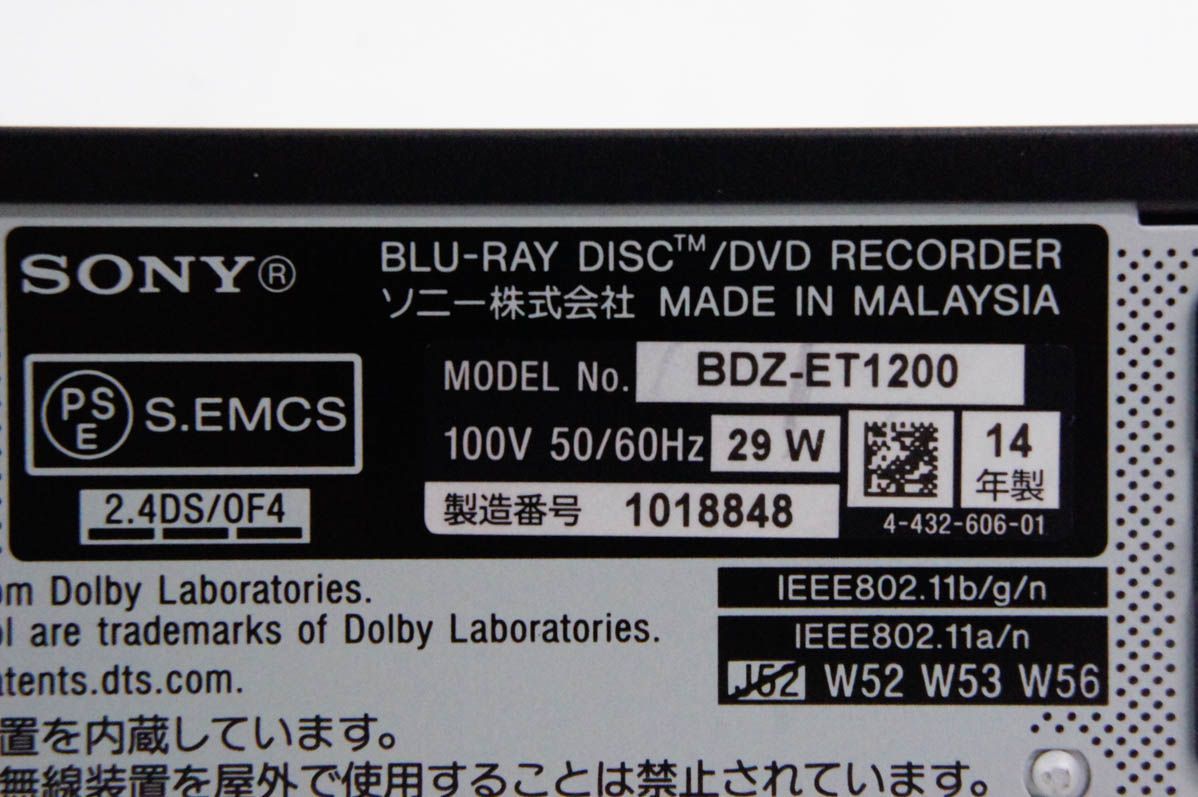 SONY®
BLU-RAY DISC™/DVD RECORDER
ソニー株式会社 MADE IN MALAYSIA
PSE S.EMCS
MODEL No. BDZ-ET1200
100V 50/60Hz 29 W
14
年製
2.4DS/OF4
製造番号 1018848
4-432-606-01
om Dolby Laboratories.
ol are trademarks of Dolby Laboratories.
atents.dts.com.
IEEE802.11b/g/n
IEEE802.11a/n
J52 W52 W53 W56
置を内蔵しています。
無線装置を屋外で使用することは禁止されています。